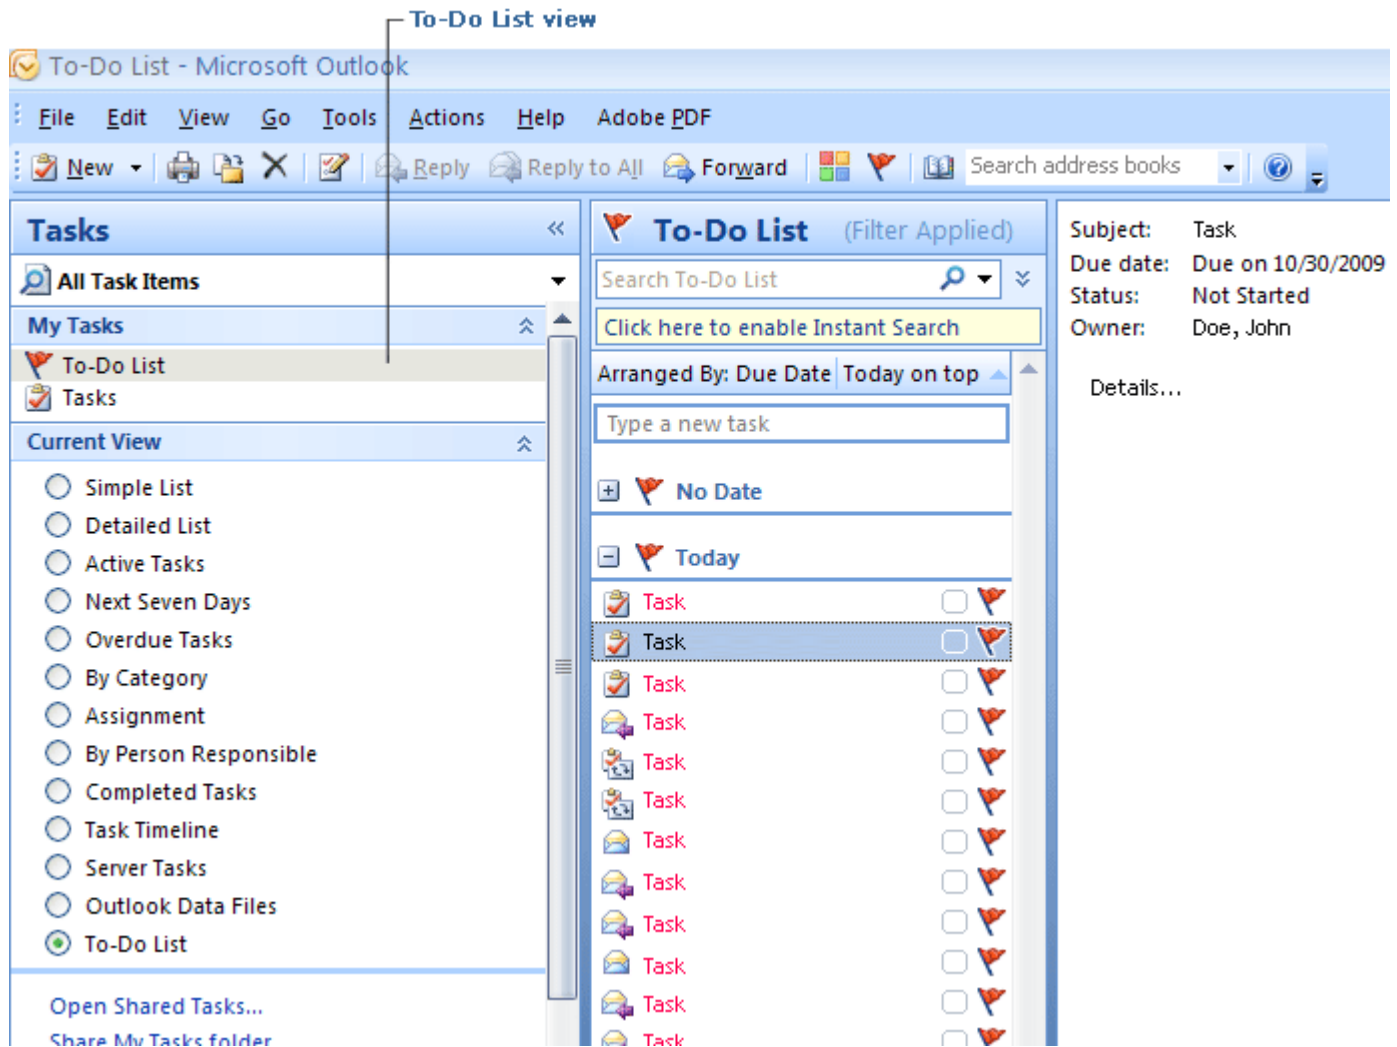 To-Do List view
To-Do List - Microsoft Outlook
File Edit View Go Tools Actions Help Adobe PDF
New Reply Reply to All Forward Search address books
Tasks
All Task Items
My Tasks
To-Do List
Tasks
Current View
Simple List
Detailed List
Active Tasks
Next Seven Days
Overdue Tasks
By Category
Assignment
By Person Responsible
Completed Tasks
Task Timeline
Server Tasks
Outlook Data Files
To-Do List
Open Shared Tasks...
Share My Tasks folder
To-Do List (Filter Applied)
Search To-Do List
Click here to enable Instant Search
Arranged By: Due Date Today on top
Type a new task
No Date
Today
Task
Task
Task
Task
Task
Task
Task
Task
Task
Task
Task
Task
Subject: Task
Due date: Due on 10/30/2009
Status: Not Started
Owner: Doe, John
Details...